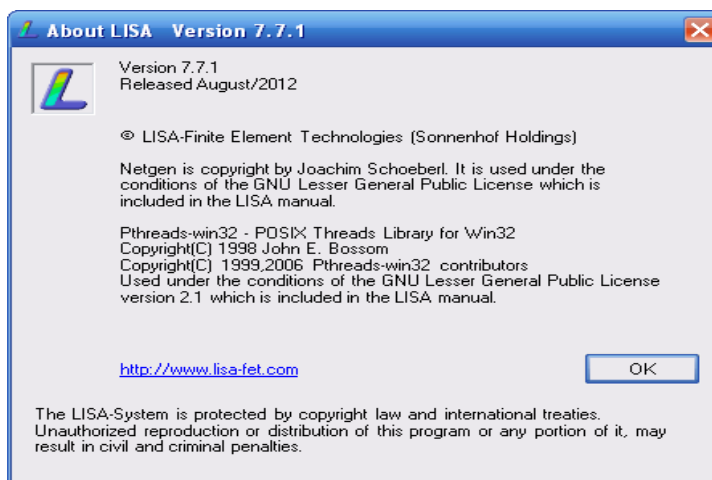 About LISA   Version 7.7.1
Version 7.7.1
Released August/2012
© LISA-Finite Element Technologies (Sonnenhof Holdings)
Netgen is copyright by Joachim Schoeberl. It is used under the
conditions of the GNU Lesser General Public License which is
included in the LISA manual.
Pthreads-win32 - POSIX Threads Library for Win32
Copyright(C) 1998 John E. Bossom
Copyright(C) 1999,2006 Pthreads-win32 contributors
Used under the conditions of the GNU Lesser General Public License
version 2.1 which is included in the LISA manual.
http://www.lisa-fet.com
OK
The LISA-System is protected by copyright law and international treaties.
Unauthorized reproduction or distribution of this program or any portion of it, may
result in civil and criminal penalties.